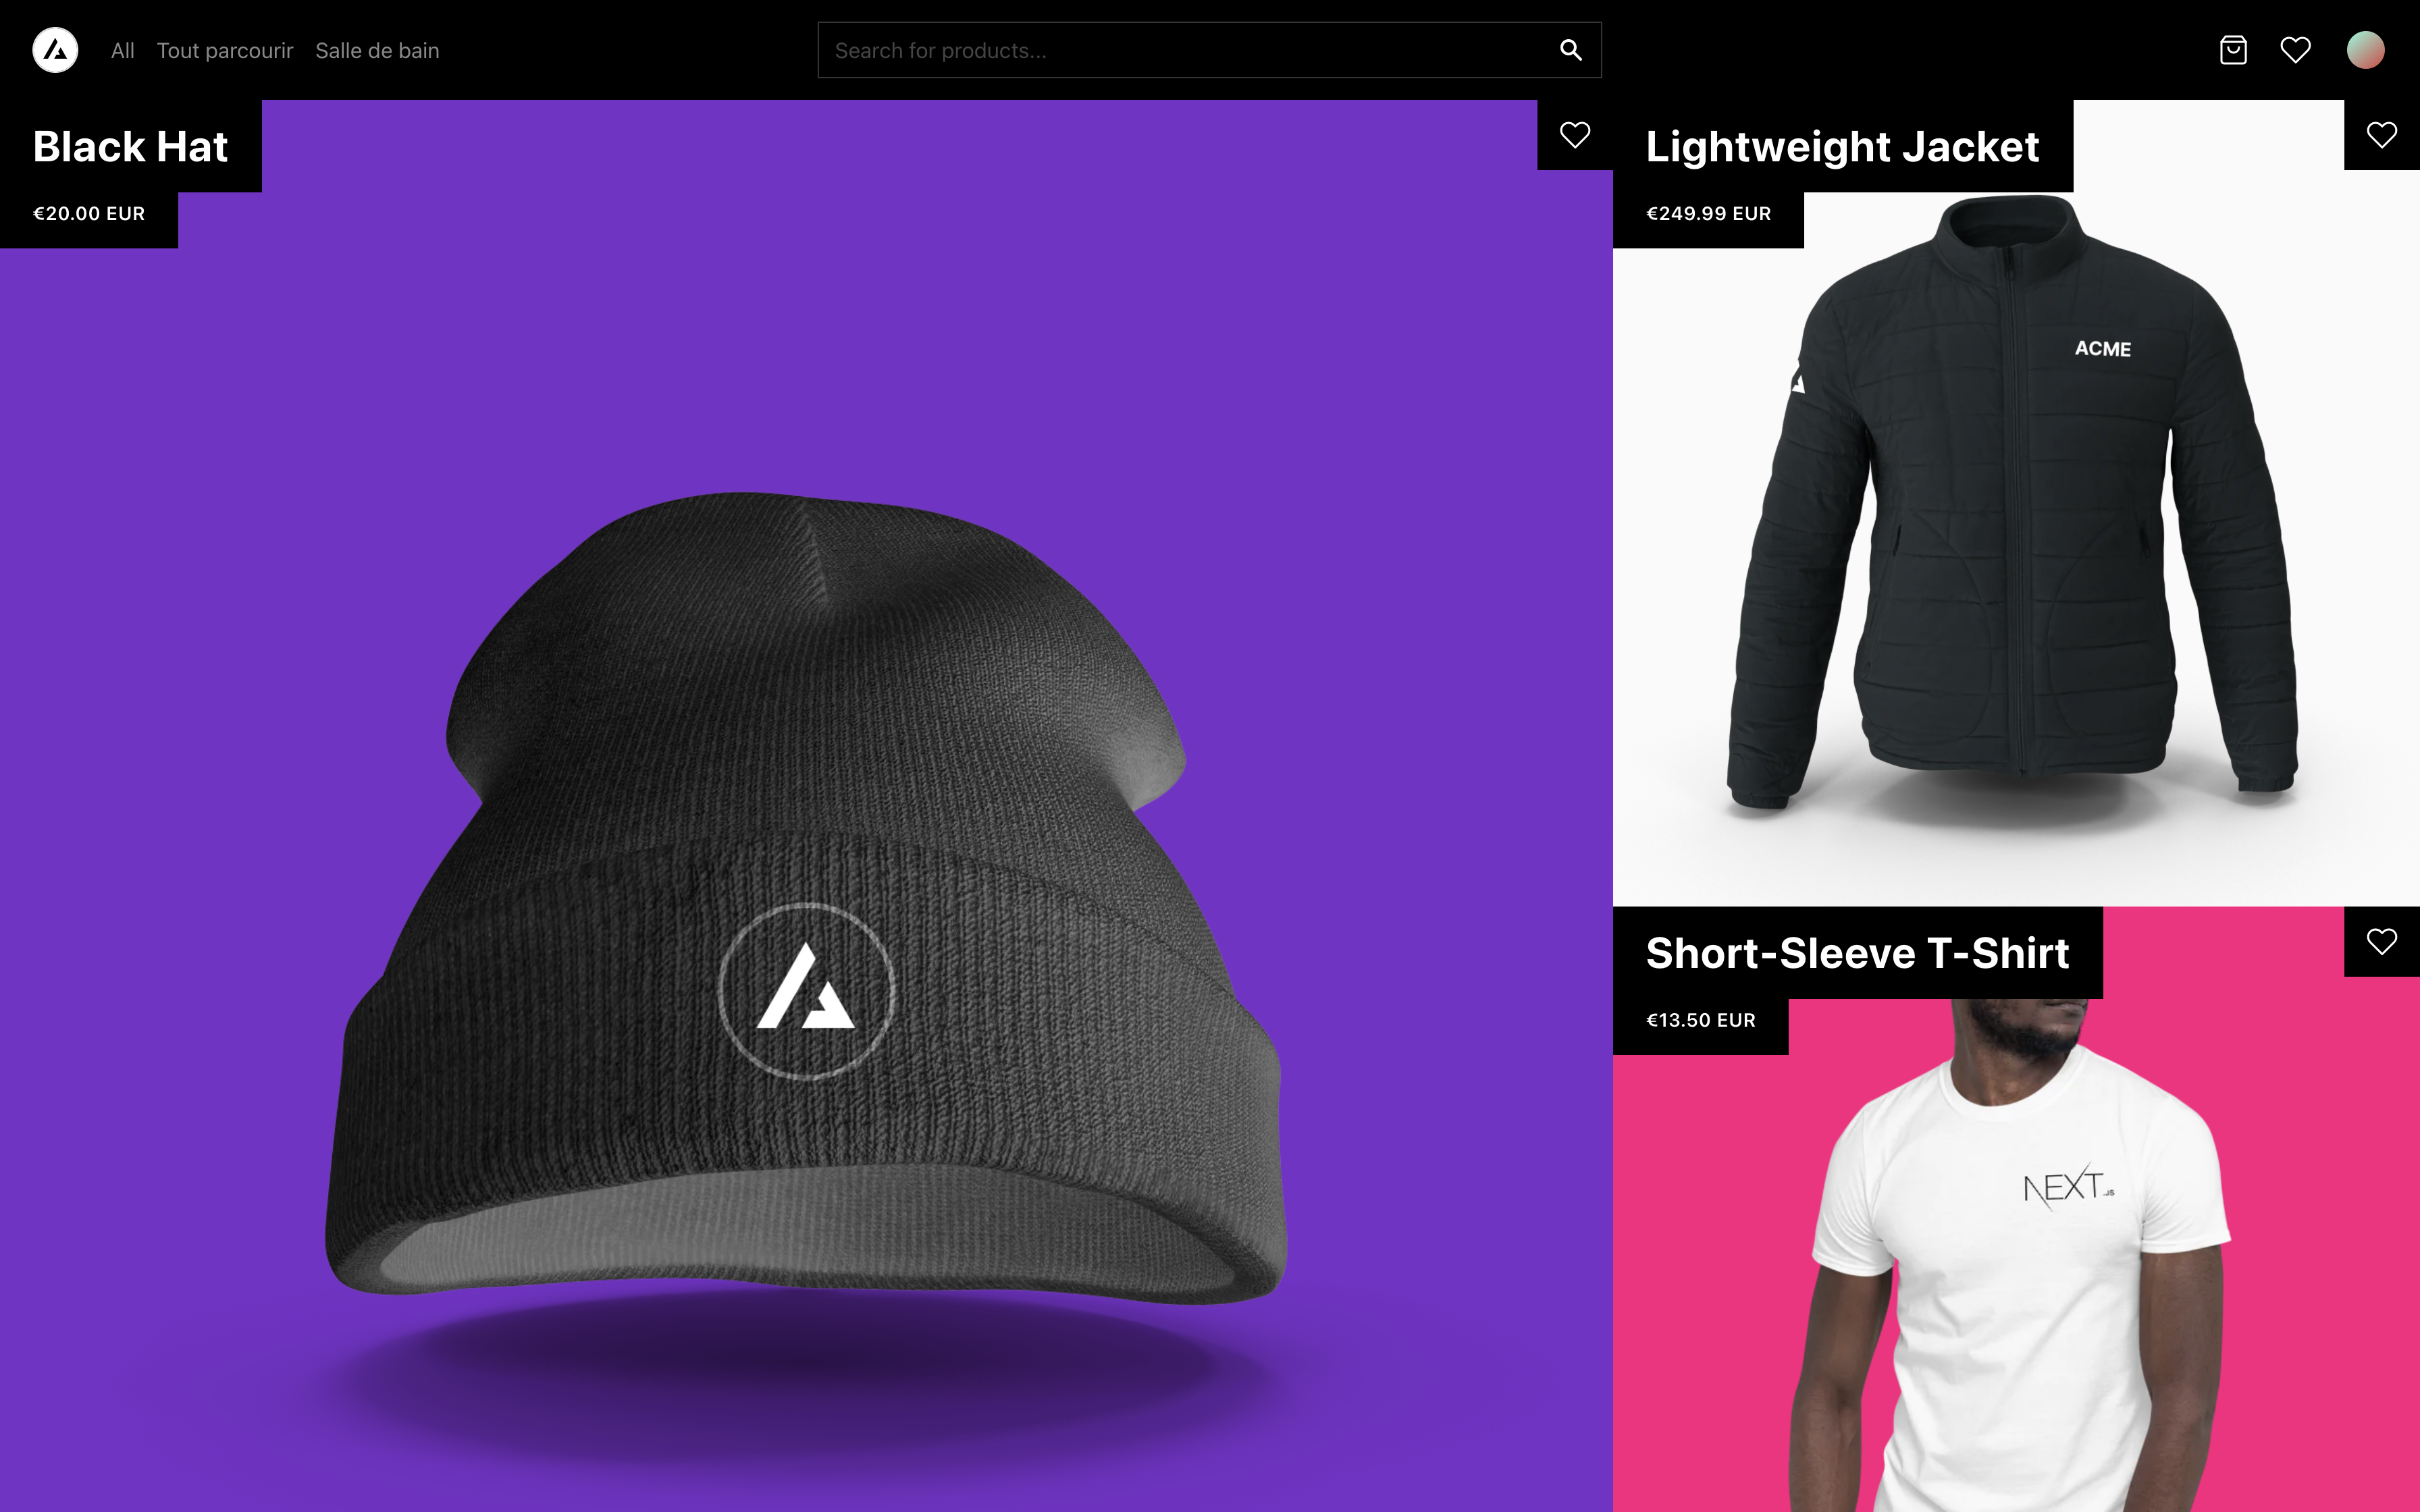 All
Tout parcourir
Salle de bain
Search for products...
Black Hat
€20.00 EUR
Lightweight Jacket
€249.99 EUR
ACME
Short-Sleeve T-Shirt
€13.50 EUR
NEXT.JS